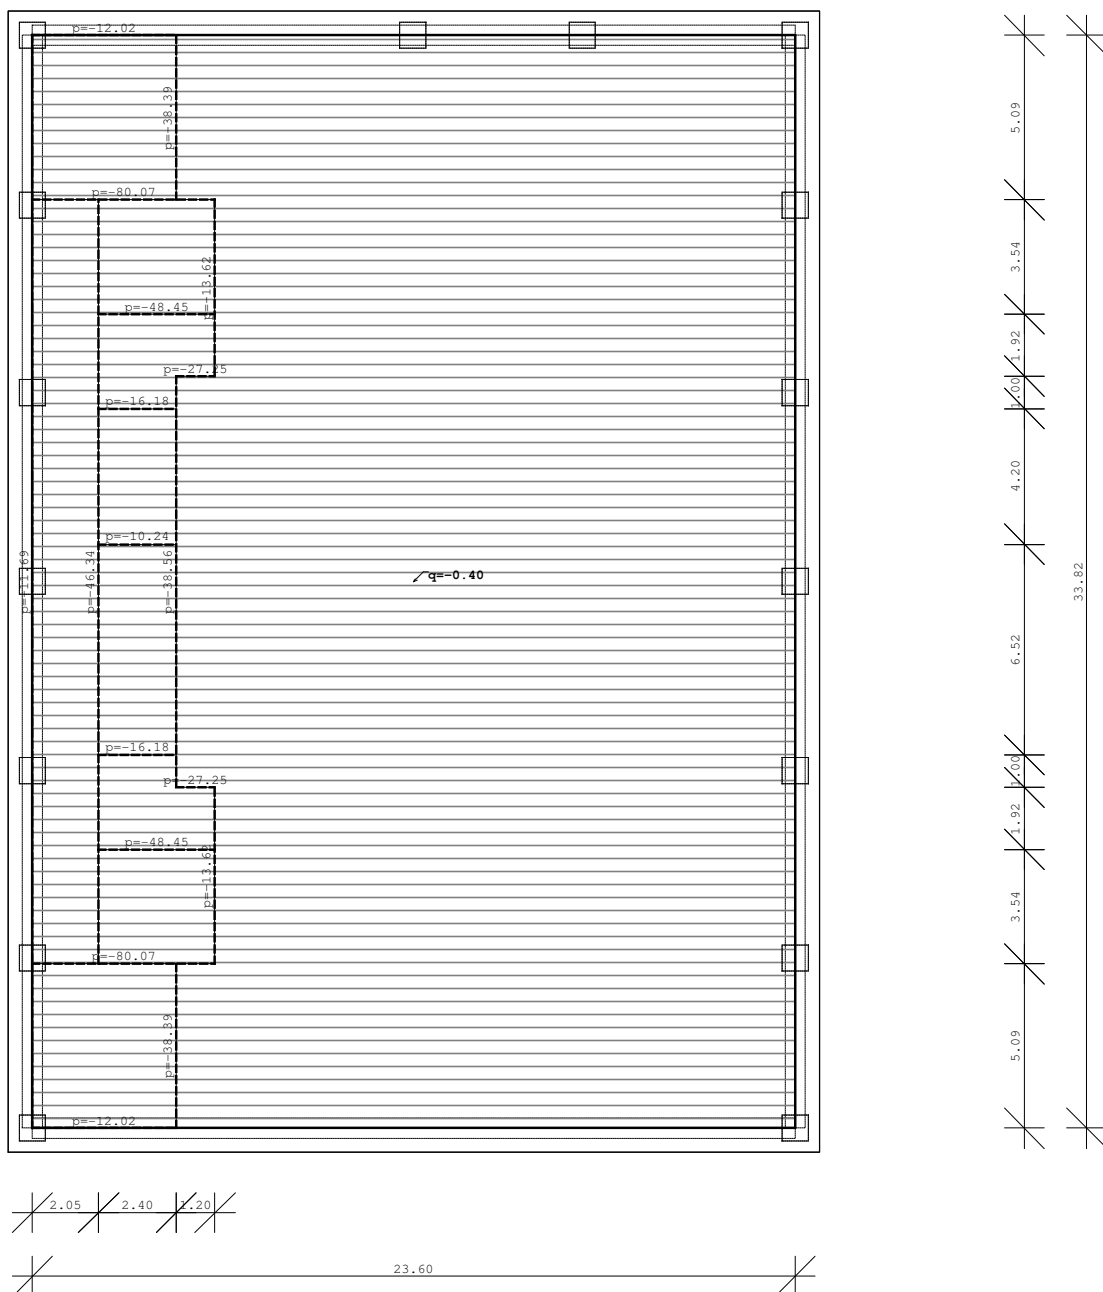 p=-12.02
p=-38.39
5.09
p=-80.07
3.54
p=-13.62
p=-48.45
1.92
p=-27.25
1.00
p=-16.18
4.20
p=-10.24
p=-11.69
p=-46.34
p=-38.56
q=-0.40
33.82
6.52
p=-16.18
1.00
p=-27.25
1.92
p=-48.45
p=-13.62
3.54
p=-80.07
p=-38.39
5.09
p=-12.02
2.05
2.40
1.20
23.60